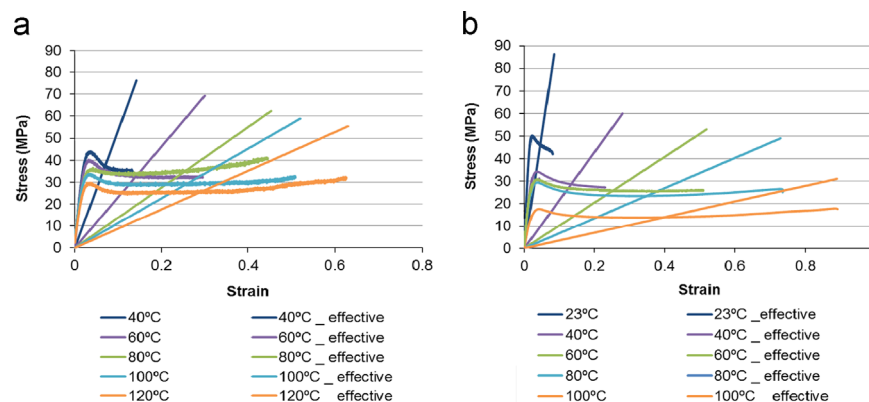 a
Stress (MPa)
90
80
70
60
50
40
30
20
10
0
0 0.2 0.4 0.6 0.8
Strain
40ºC 40ºC _ effective
60ºC 60ºC _ effective
80ºC 80ºC _ effective
100ºC 100ºC _ effective
120ºC 120ºC _ effective
b
Stress (MPa)
90
80
70
60
50
40
30
20
10
0
0 0.2 0.4 0.6 0.8
Strain
23ºC 23ºC _effective
40ºC 40ºC _ effective
60ºC 60ºC _ effective
80ºC 80ºC _ effective
100ºC 100ºC _ effective